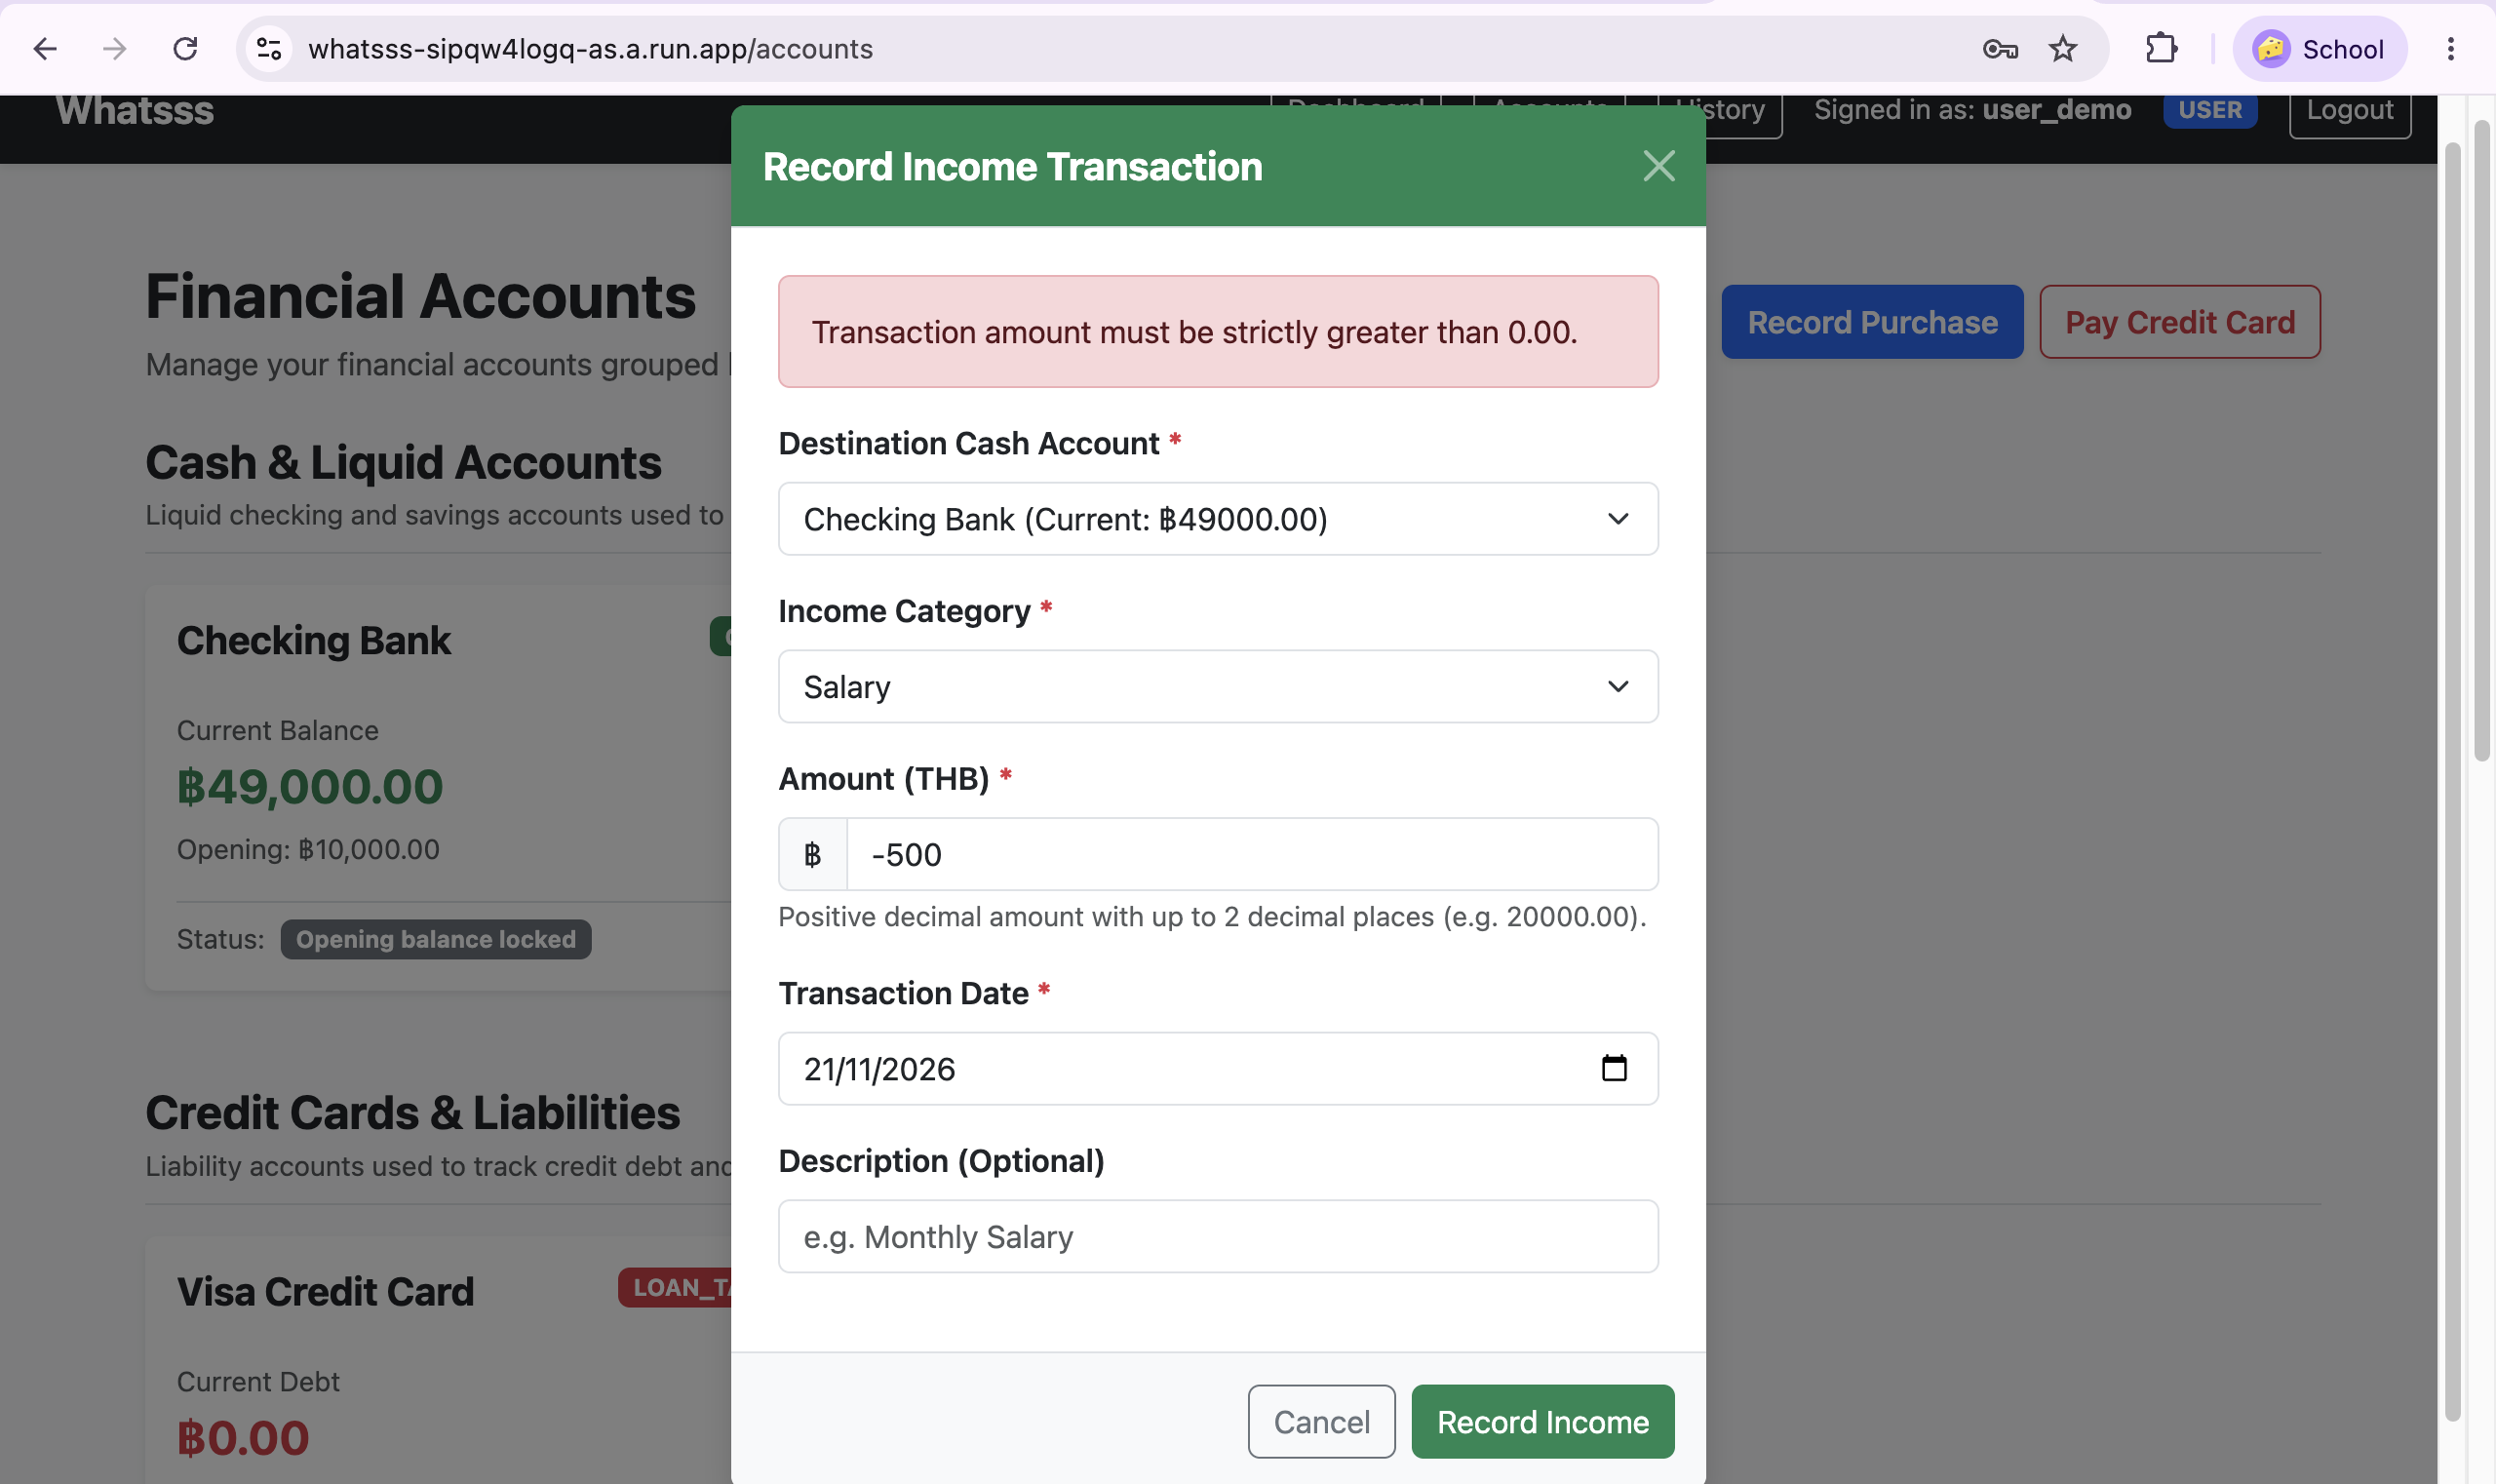 whatsss-sipqw4logq-as.a.run.app/accounts
School
Whatsss
Dashboard
Accounts
History
Signed in as: user_demo
USER
Logout
Record Income Transaction
Financial Accounts
Manage your financial accounts grouped
Record Purchase
Pay Credit Card
Transaction amount must be strictly greater than 0.00.
Cash & Liquid Accounts
Liquid checking and savings accounts used to
Destination Cash Account *
Checking Bank (Current: ฿49000.00)
Income Category *
Salary
Checking Bank
Current Balance
฿49,000.00
Opening: ฿10,000.00
Status: Opening balance locked
Amount (THB) *
฿ -500
Positive decimal amount with up to 2 decimal places (e.g. 20000.00).
Transaction Date *
21/11/2026
Credit Cards & Liabilities
Liability accounts used to track credit debt and
Description (Optional)
e.g. Monthly Salary
Visa Credit Card
LOAN_TA
Current Debt
฿0.00
Cancel
Record Income